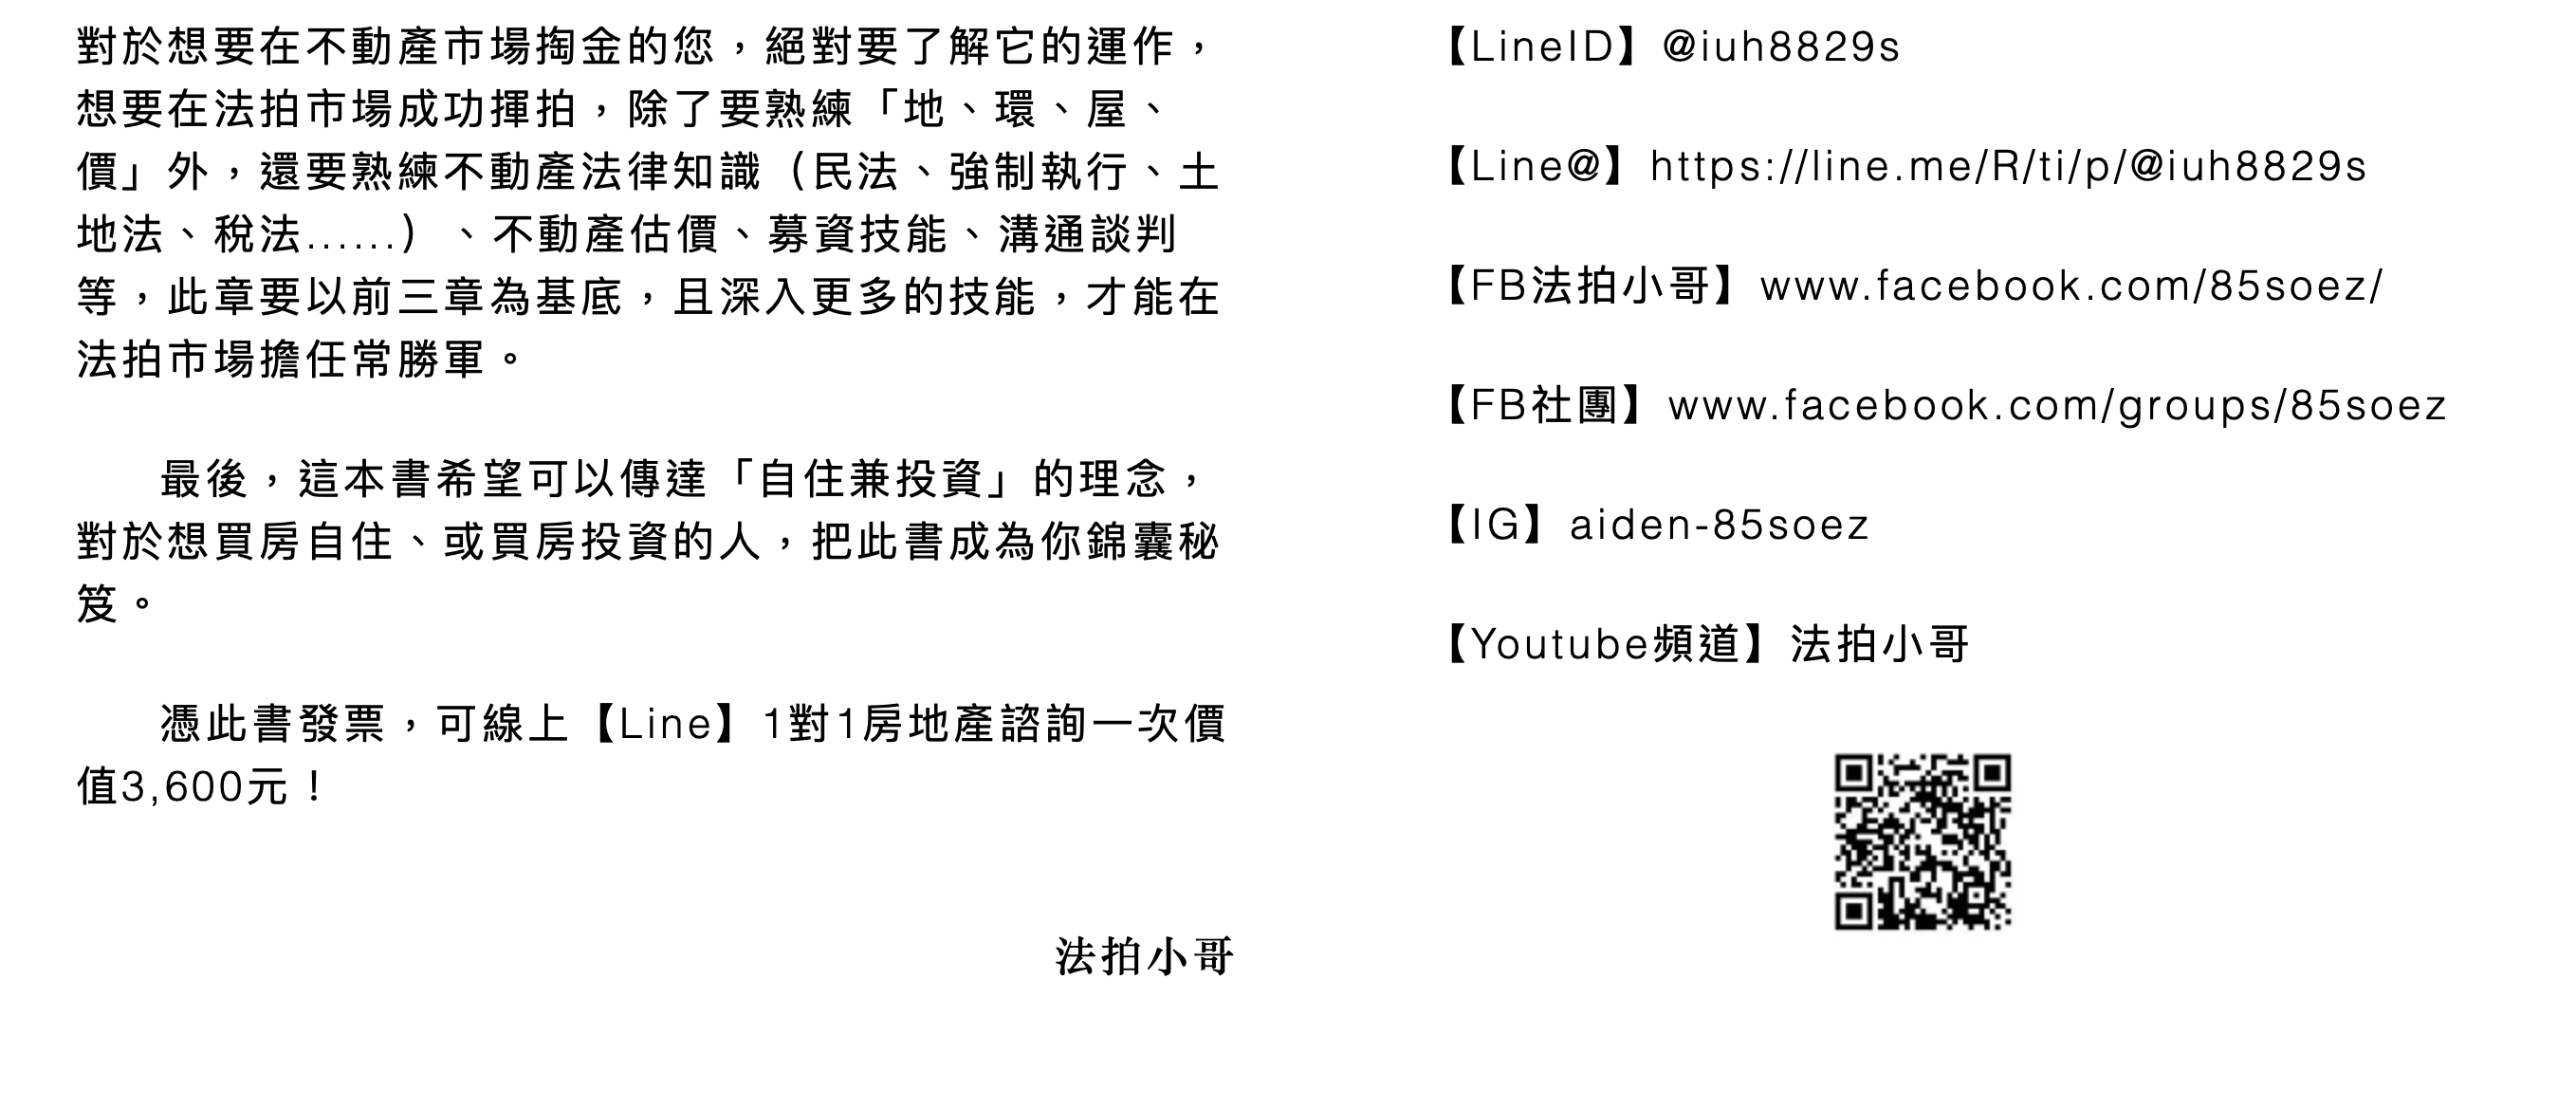 對於想要在不動產市場掏金的您，絕對要了解它的運作，
想要在法拍市場成功揮拍，除了要熟練「地、環、屋、
價」外，還要熟練不動產法律知識（民法、強制執行、土
地法、稅法……）、不動產估價、募資技能、溝通談判
等，此章要以前三章為基底，且深入更多的技能，才能在
法拍市場擔任常勝軍。
最後，這本書希望可以傳達「自住兼投資」的理念，
對於想買房自住、或買房投資的人，把此書成為你錦囊秘
笈。
憑此書發票，可線上【Line】1對1房地產諮詢一次價
值3,600元！
法拍小哥
【LineID】@iuh8829s
【Line@】https://line.me/R/ti/p/@iuh8829s
【FB法拍小哥】www.facebook.com/85soez/
【FB社團】www.facebook.com/groups/85soez
【IG】aiden-85soez
【Youtube頻道】法拍小哥